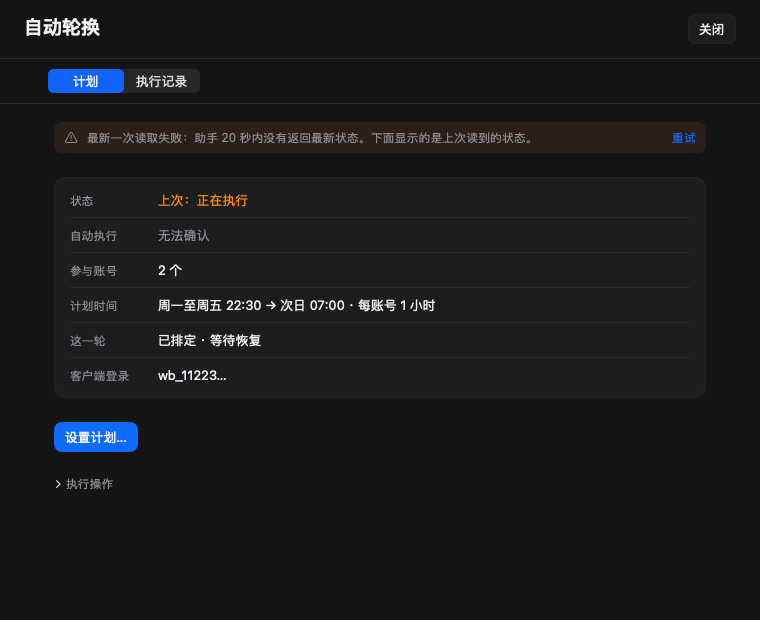 自动轮换
关闭
计划
执行记录
最新一次读取失败：助手 20 秒内没有返回最新状态。下面显示的是上次读到的状态。
重试
状态
上次：正在执行
自动执行
无法确认
参与账号
2 个
计划时间
周一至周五 22:30 → 次日 07:00 · 每账号 1 小时
这一轮
已排定 · 等待恢复
客户端登录
wb_11223...
设置计划...
执行操作